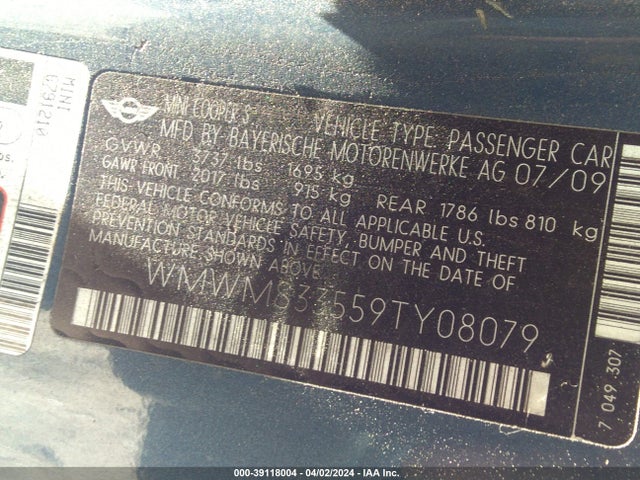 MINI
MINI COOPER S VEHICLE TYPE, PASSENGER CAR
MFD BY BAYERISCHE MOTORENWERKE AG 07/09
GVWR 3737 lbs 1695 kg
GAWR FRONT 2017 lbs 915 kg REAR 1786 lbs 810 kg
THIS VEHICLE CONFORMS TO ALL APPLICABLE U.S.
FEDERAL MOTOR VEHICLE SAFETY, BUMPER AND THEFT
PREVENTION STANDARDS IN EFFECT ON THE DATE OF
MANUFACTURE SHOWN ABOVE.
WMWMS33559TY08079
7 049 307
000-39118004 - 04/02/2024 - IAA Inc.